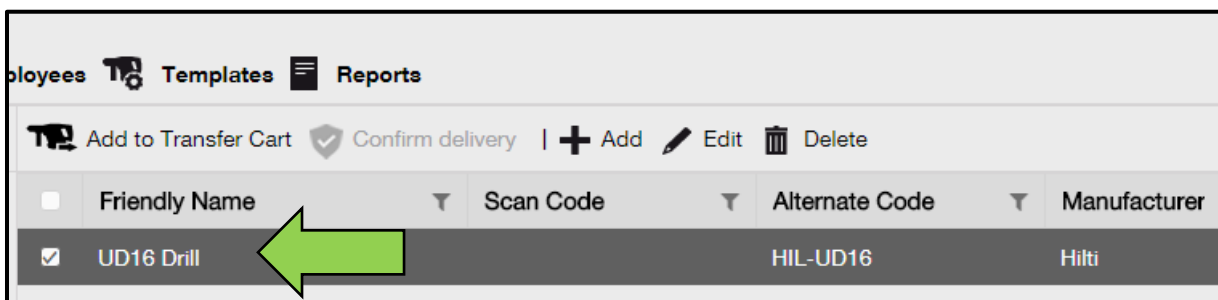 Templates Reports
Add to Transfer Cart Confirm delivery | Add Edit Delete
Friendly Name Scan Code Alternate Code Manufacturer
UD16 Drill HIL-UD16 Hilti